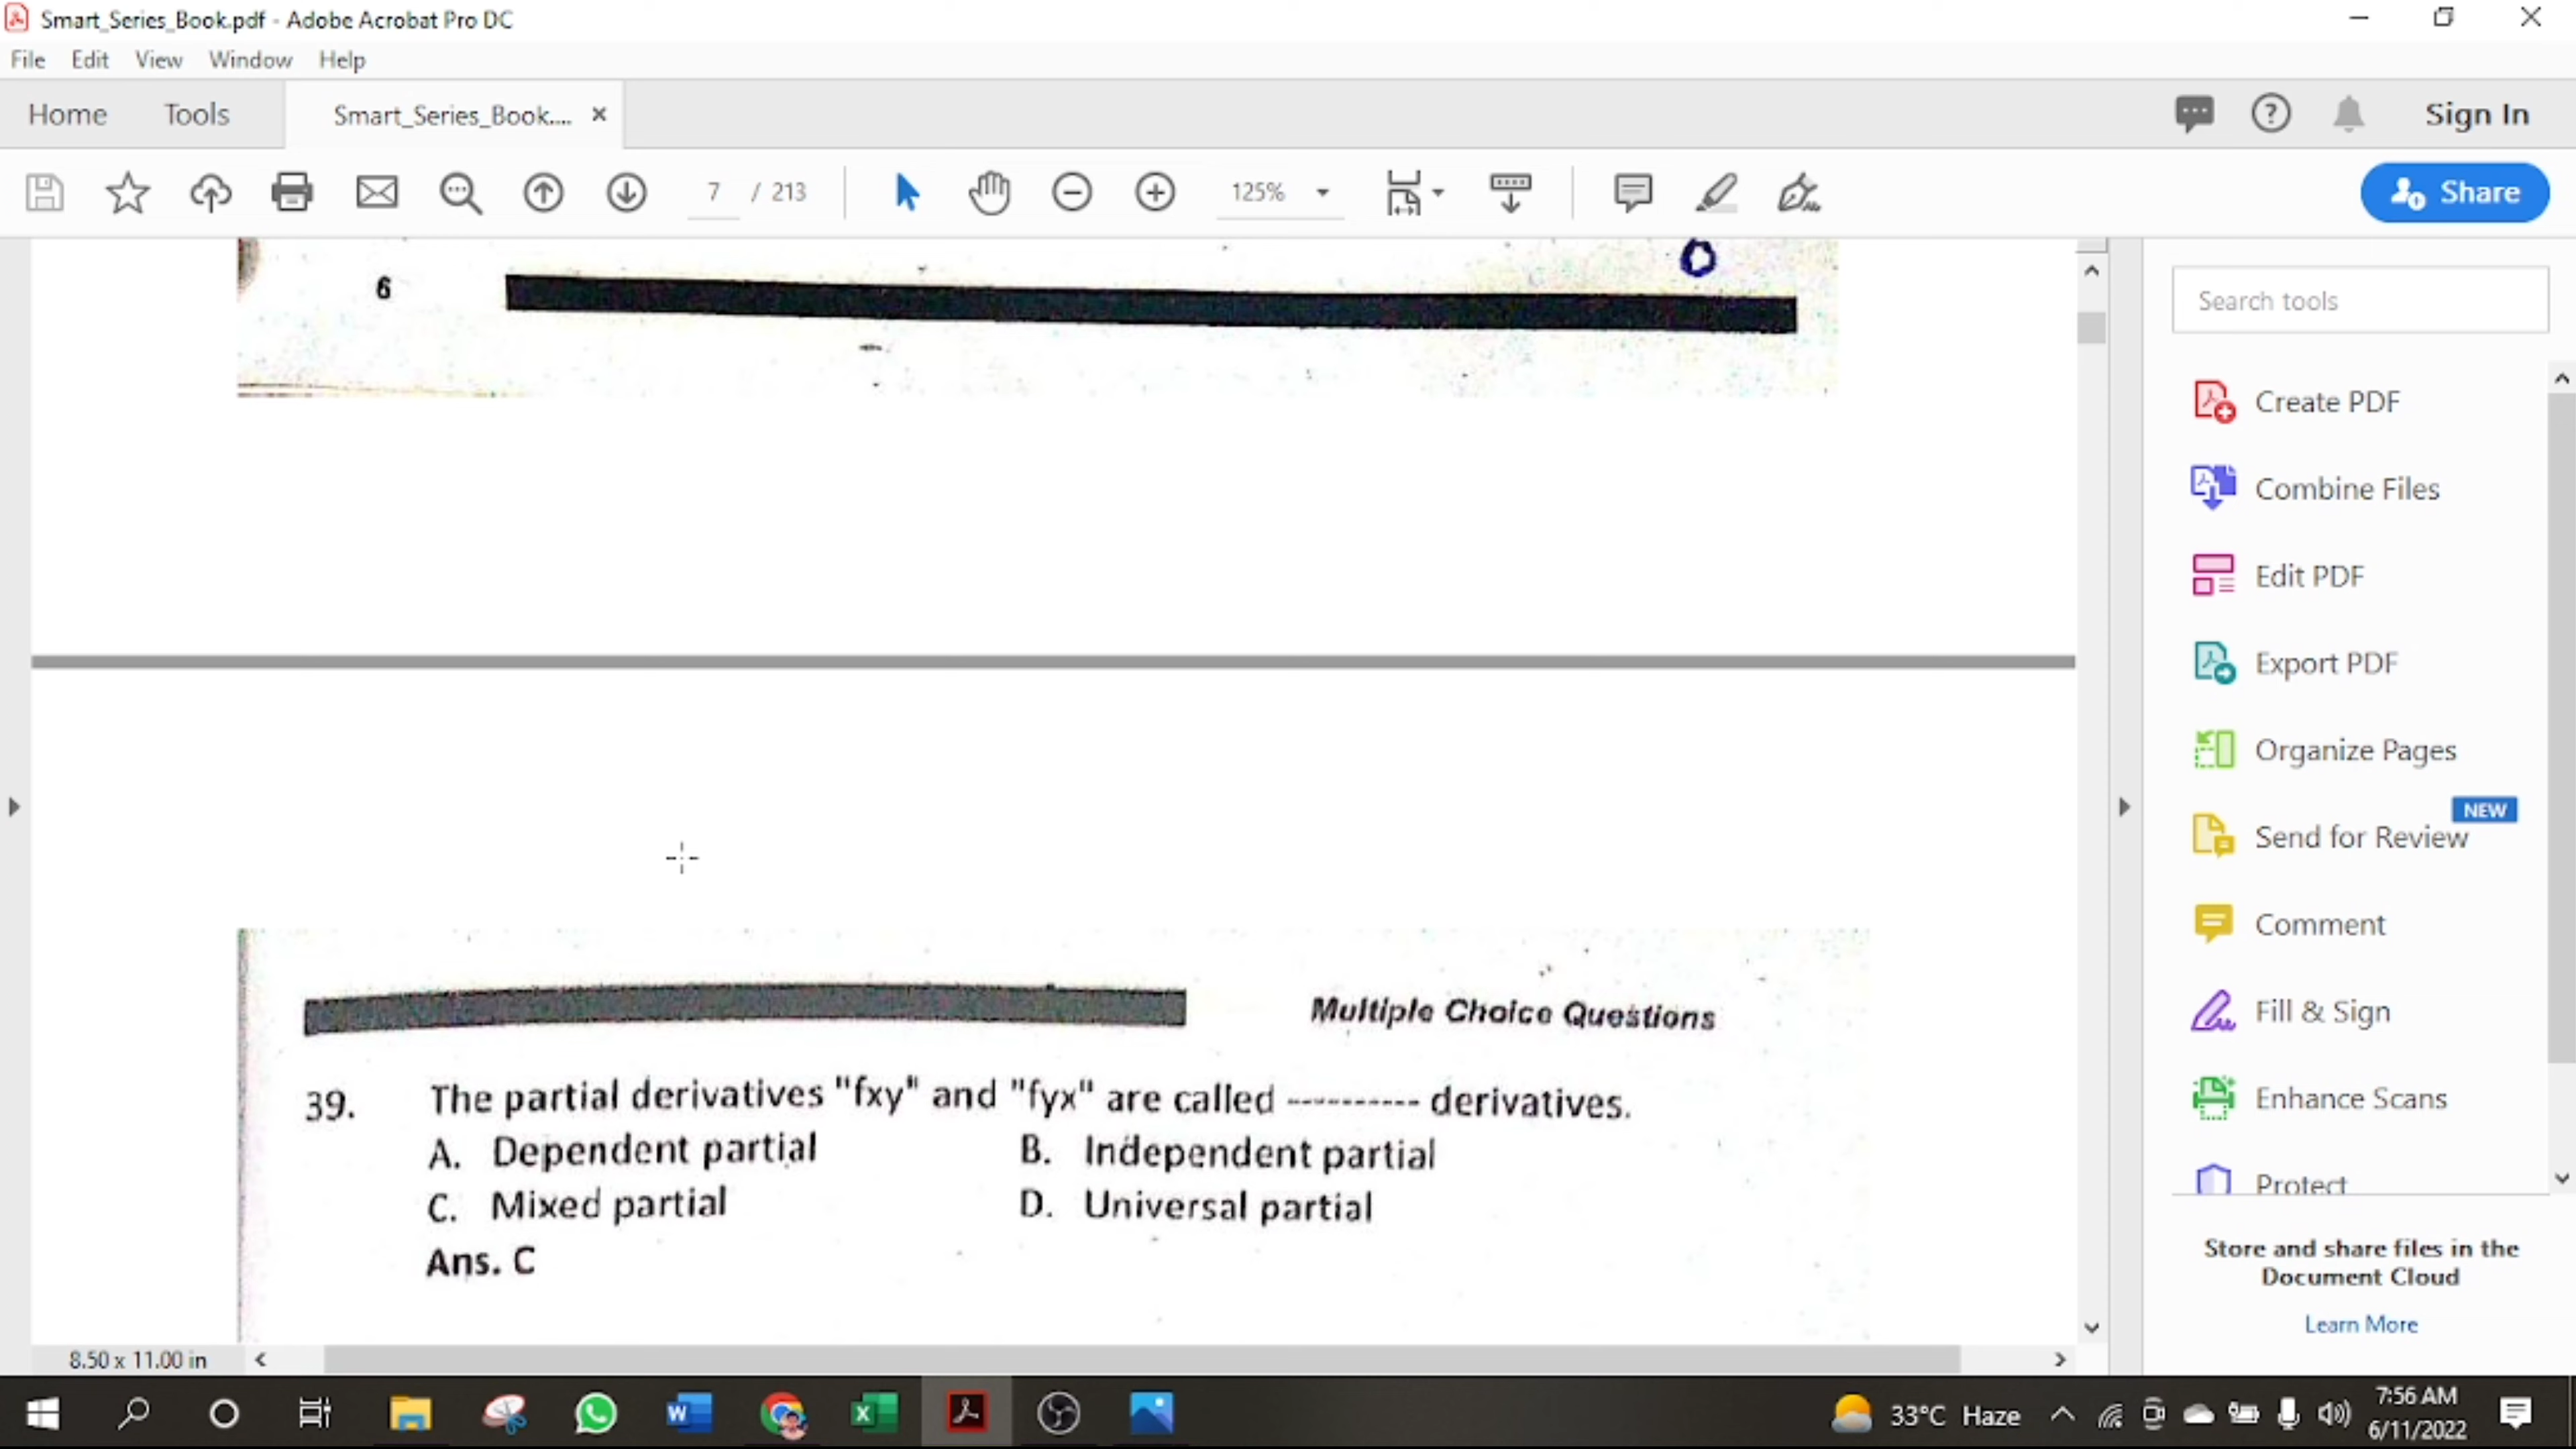 Smart_Series_Book.pdf - Adobe Acrobat Pro DC
File Edit View Window Help
Home Tools Smart_Series_Book.... × Sign In
7 / 213 125% Share
6
Search tools
Create PDF
Combine Files
Edit PDF
Export PDF
Organize Pages
NEW
Send for Review
Comment
Fill & Sign
Enhance Scans
Protect
Store and share files in the
Document Cloud
Learn More
Multiple Choice Questions
39. The partial derivatives "fxy" and "fyx" are called ---------- derivatives.
A. Dependent partial B. Independent partial
C. Mixed partial D. Universal partial
Ans. C
8.50 x 11.00 in
33°C Haze 7:56 AM
6/11/2022